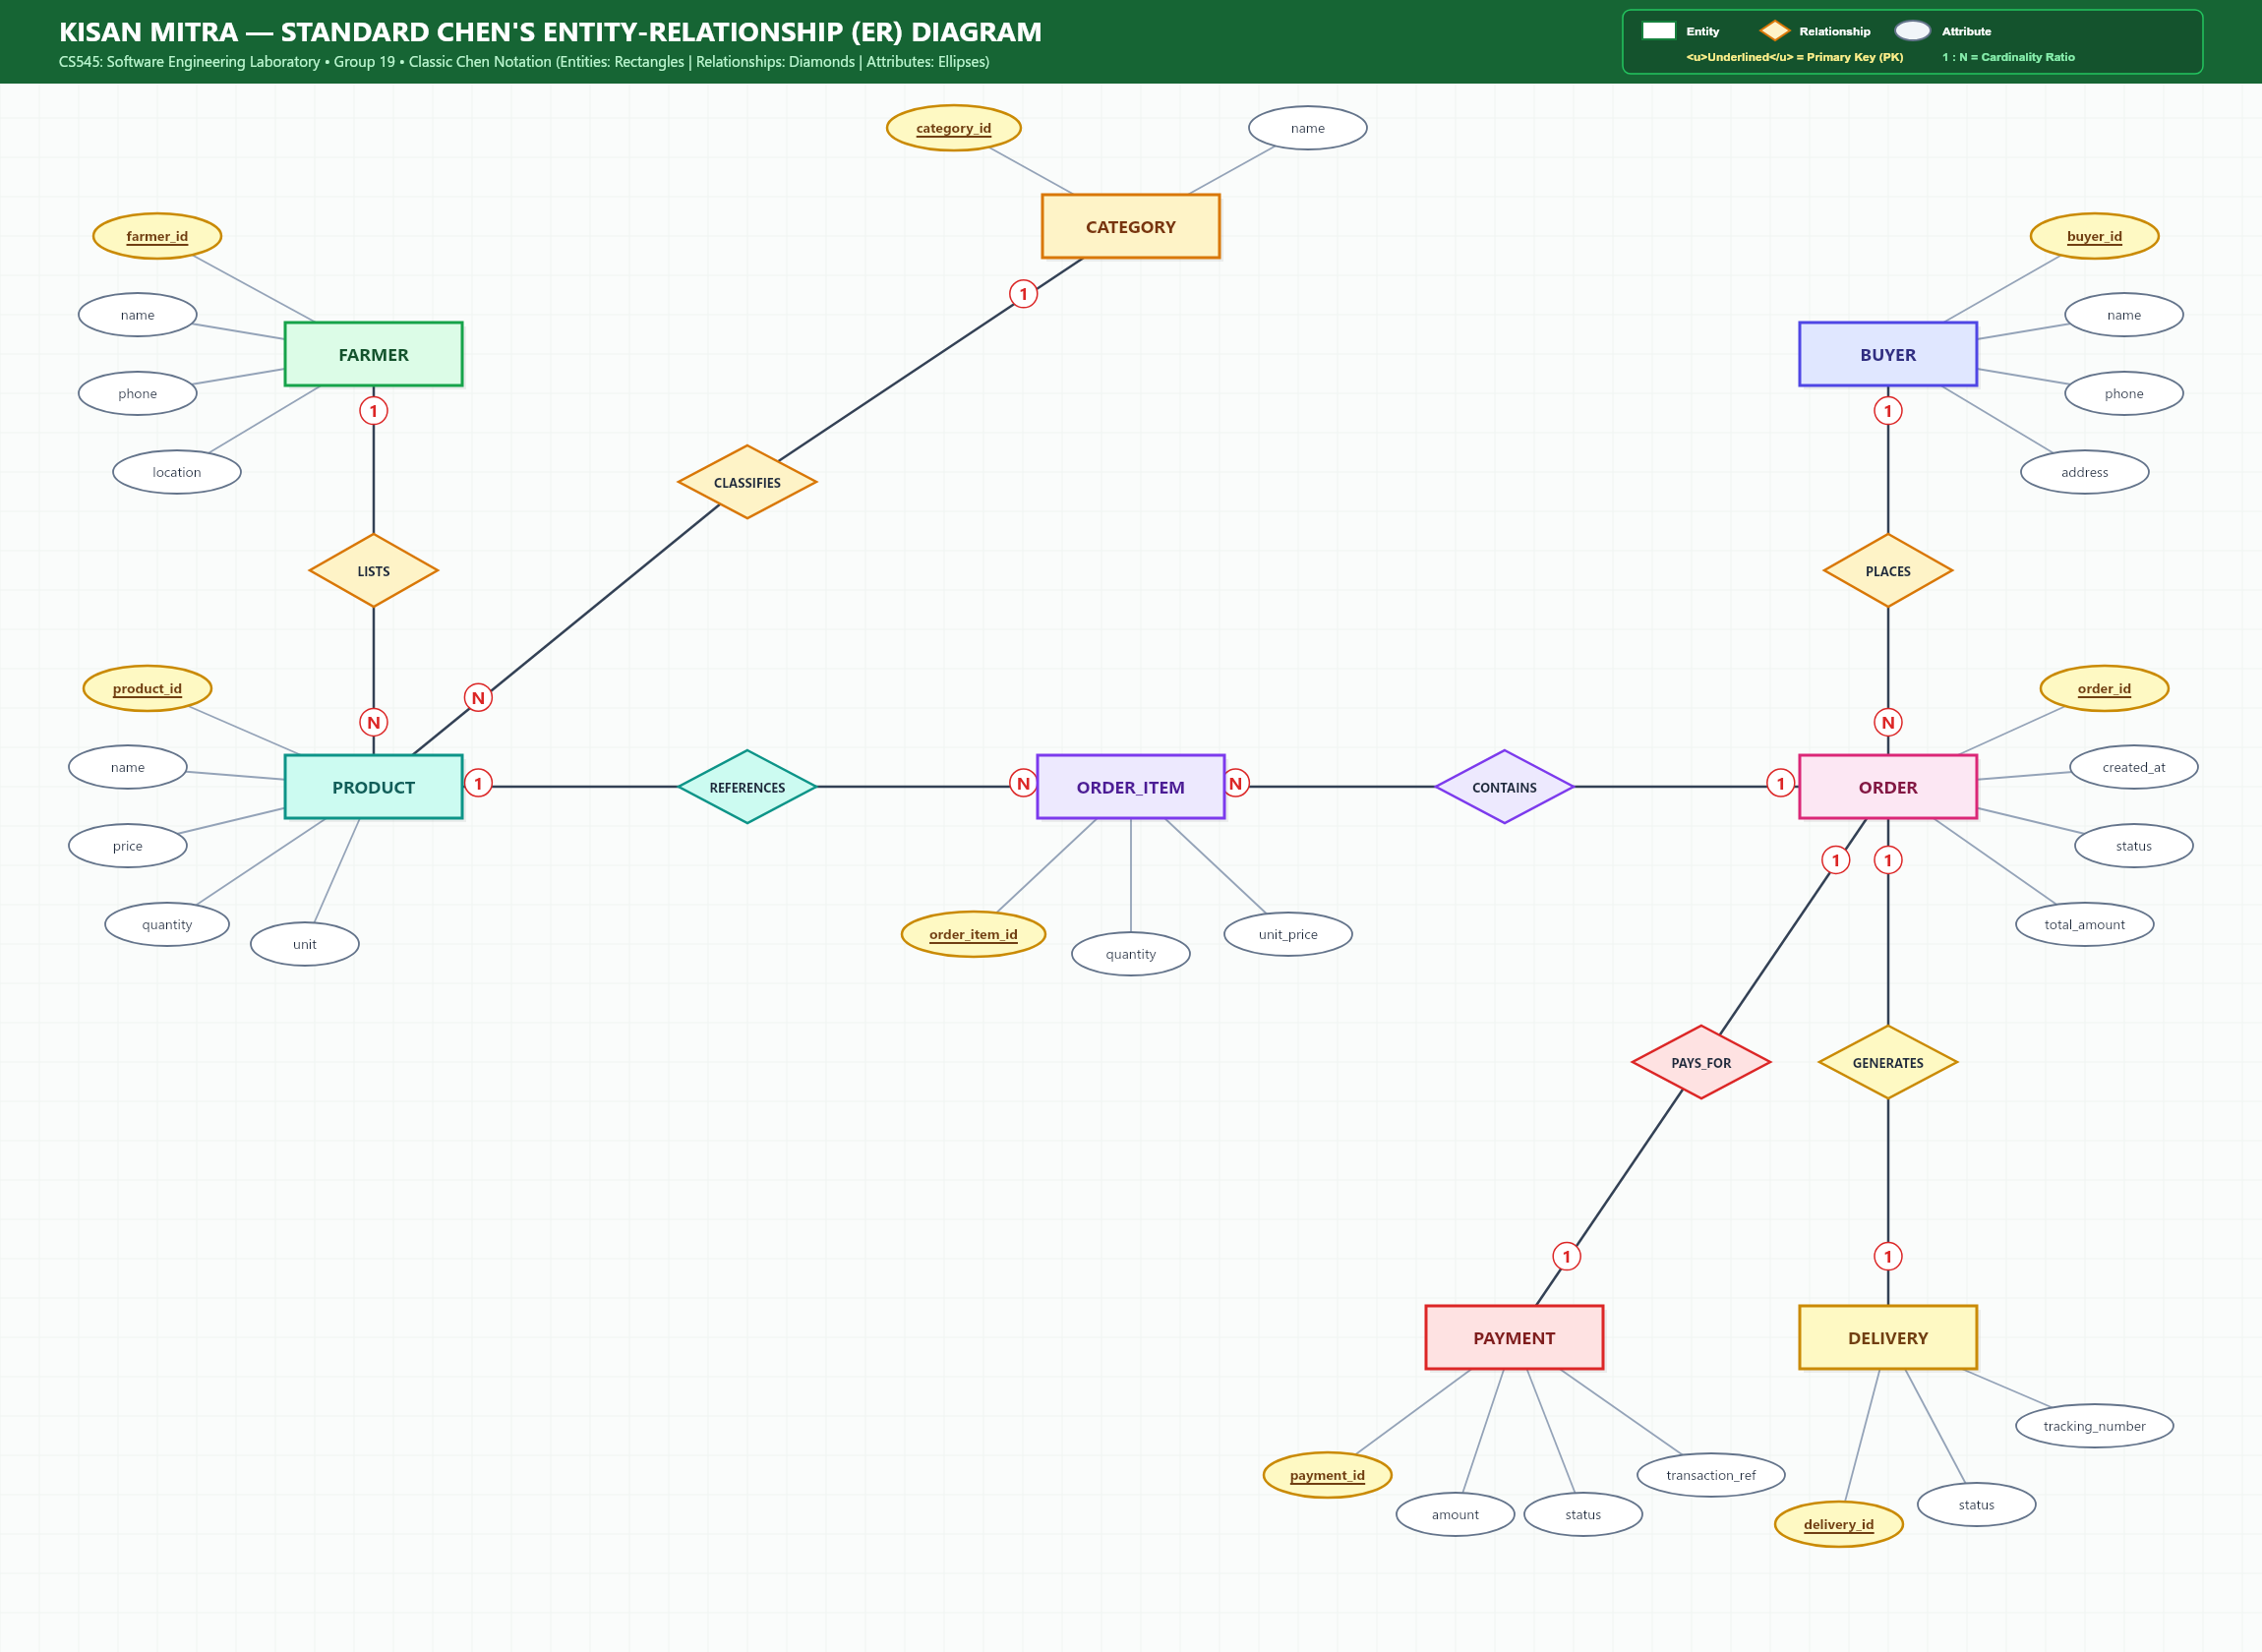 KISAN MITRA — STANDARD CHEN'S ENTITY-RELATIONSHIP (ER) DIAGRAM
CS545: Software Engineering Laboratory • Group 19 • Classic Chen Notation (Entities: Rectangles | Relationships: Diamonds | Attributes: Ellipses)
Entity
Relationship
Attribute
<u>Underlined</u> = Primary Key (PK)
1 : N = Cardinality Ratio
category_id
name
CATEGORY
1
farmer_id
name
FARMER
phone
1
location
buyer_id
name
BUYER
phone
1
address
CLASSIFIES
LISTS
PLACES
N
N
N
product_id
name
PRODUCT
price
quantity
unit
1
REFERENCES
N
ORDER_ITEM
N
CONTAINS
1
ORDER
order_id
created_at
status
total_amount
order_item_id
quantity
unit_price
1
1
PAYS_FOR
GENERATES
1
1
PAYMENT
DELIVERY
payment_id
amount
status
transaction_ref
tracking_number
status
delivery_id